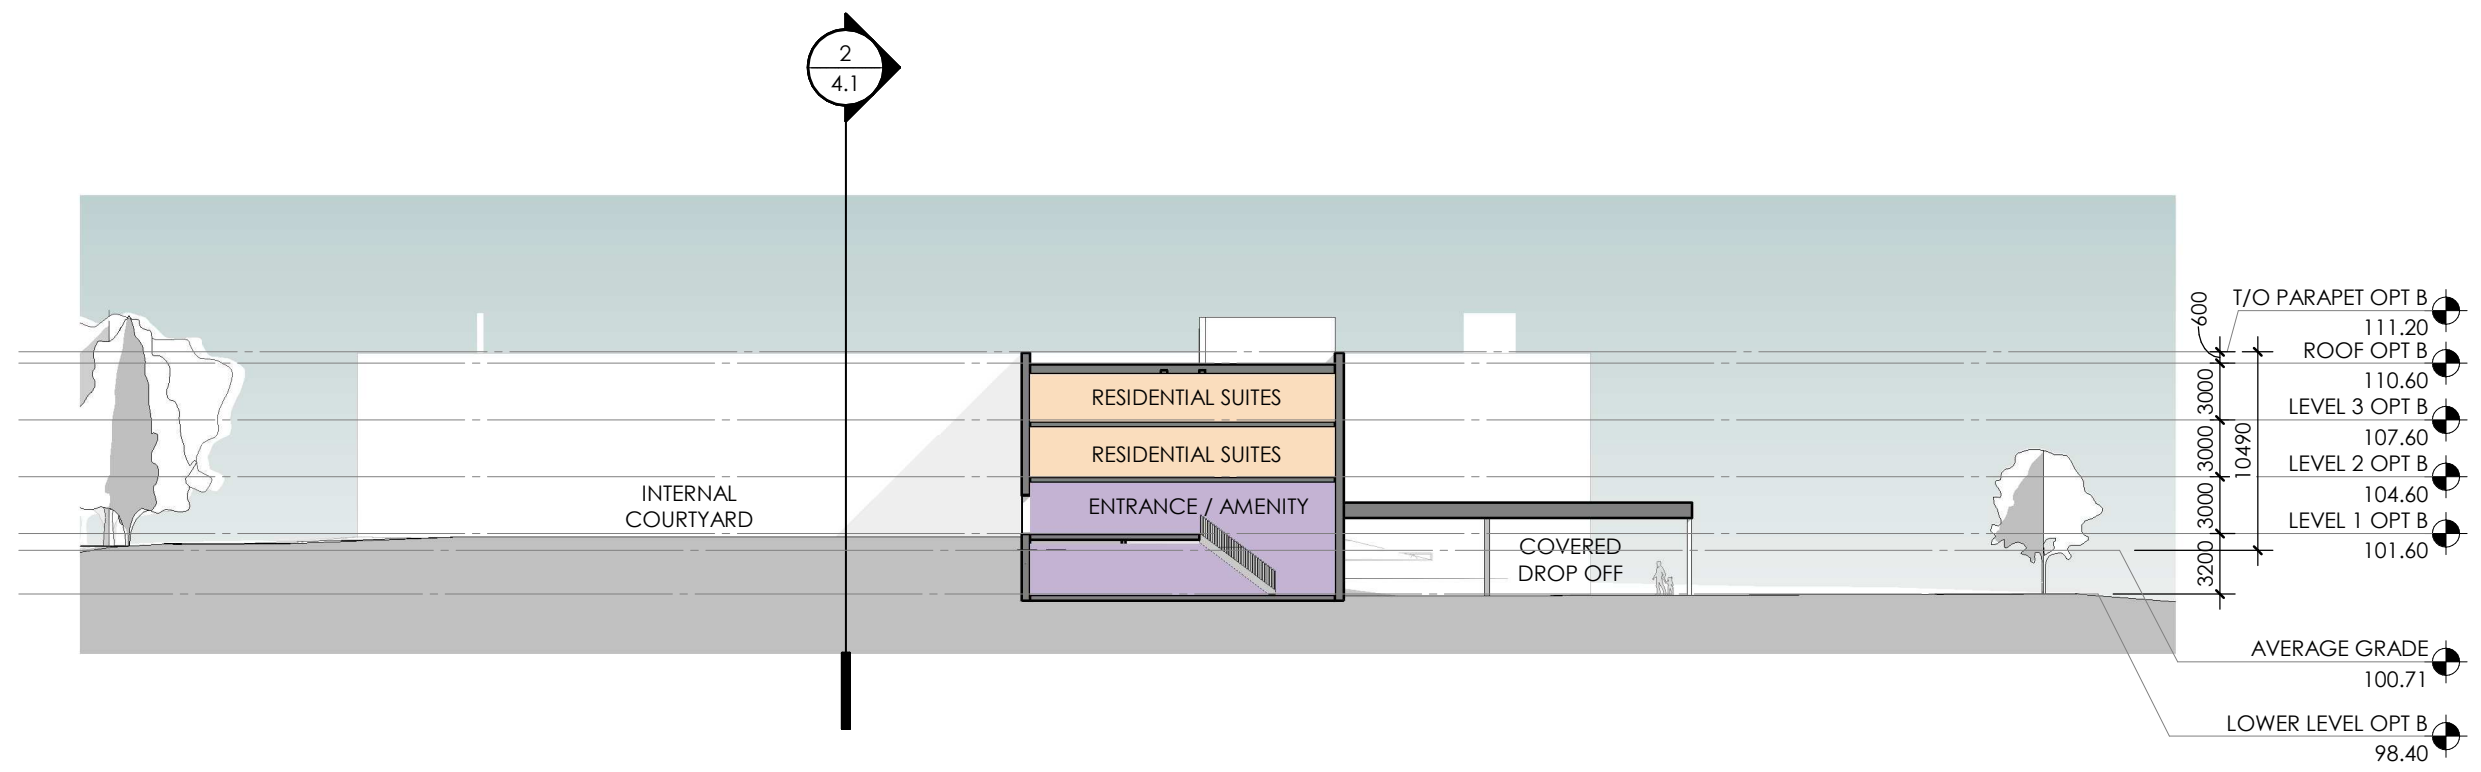 2
4.1
T/O PARAPET OPT B
111.20
600
ROOF OPT B
110.60
3000
RESIDENTIAL SUITES
LEVEL 3 OPT B
107.60
3000
10490
RESIDENTIAL SUITES
LEVEL 2 OPT B
104.60
3000
INTERNAL
COURTYARD
ENTRANCE / AMENITY
LEVEL 1 OPT B
101.60
3200
COVERED
DROP OFF
AVERAGE GRADE
100.71
LOWER LEVEL OPT B
98.40